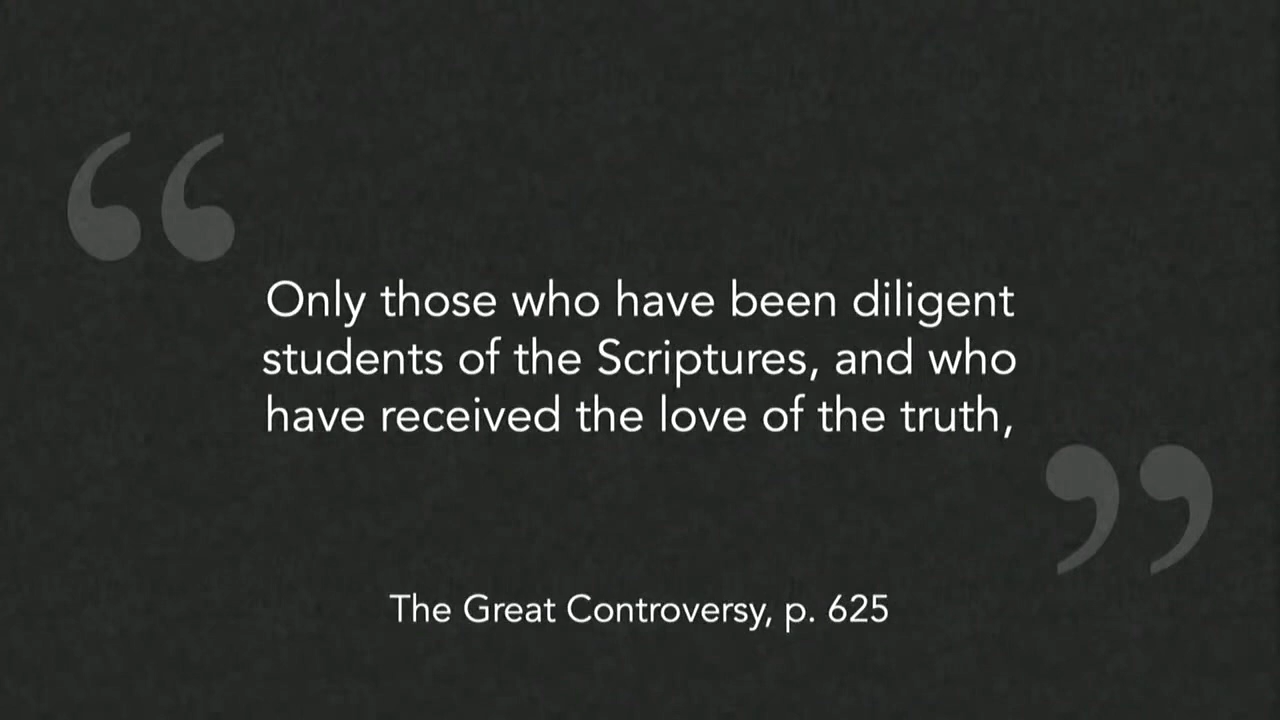 Only those who have been diligent
students of the Scriptures, and who
have received the love of the truth,
The Great Controversy, p. 625